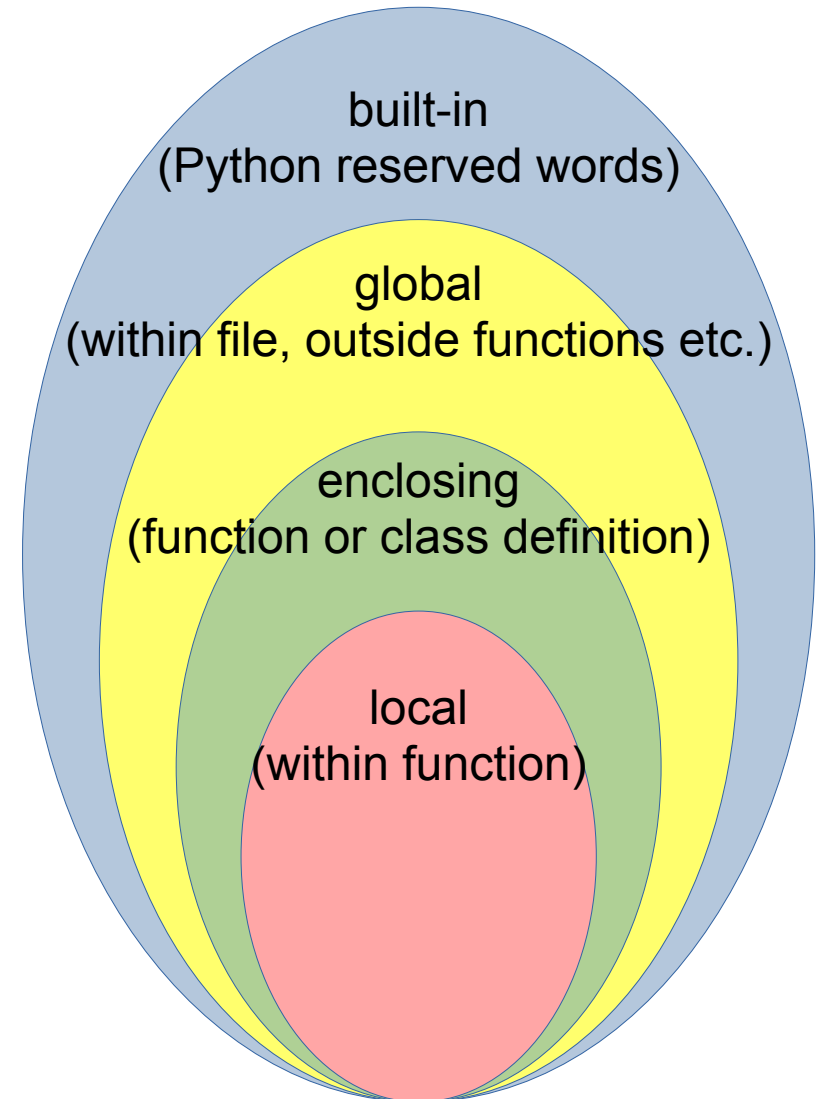 built-in
(Python reserved words)
global
(within file, outside functions etc.)
enclosing
(function or class definition)
local
(within function)